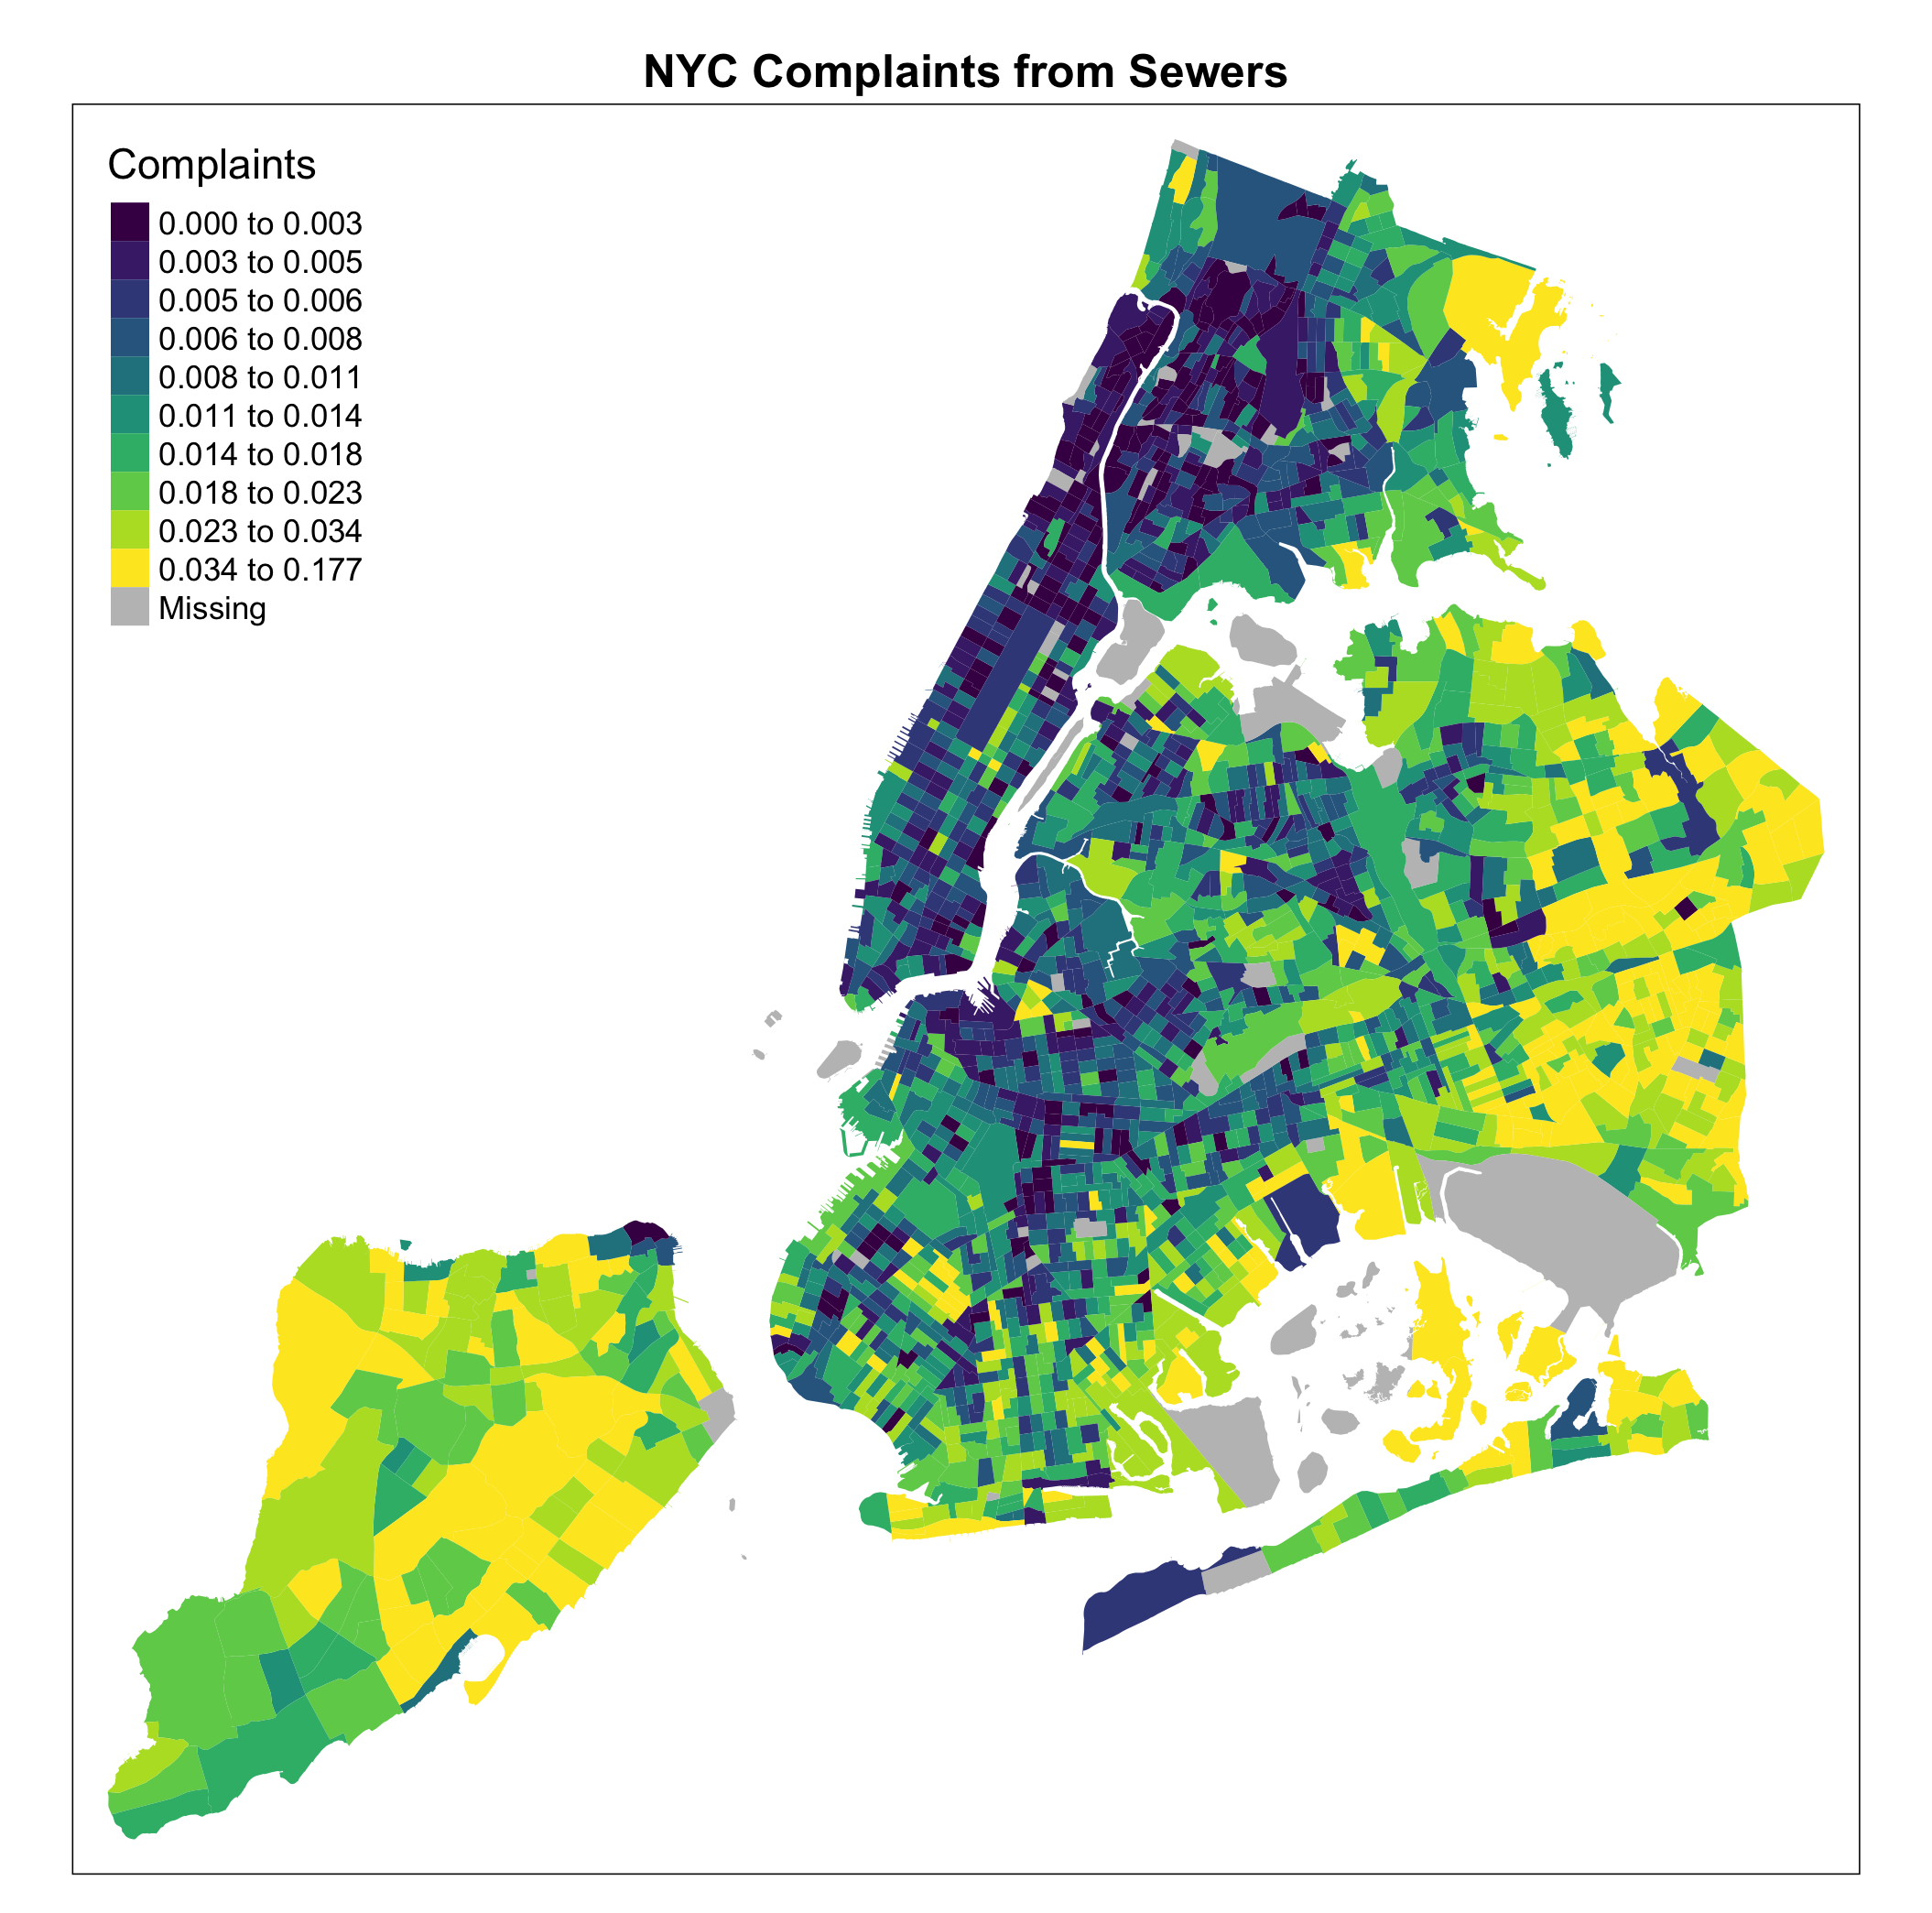 NYC Complaints from Sewers
Complaints
0.000 to 0.003
0.003 to 0.005
0.005 to 0.006
0.006 to 0.008
0.008 to 0.011
0.011 to 0.014
0.014 to 0.018
0.018 to 0.023
0.023 to 0.034
0.034 to 0.177
Missing